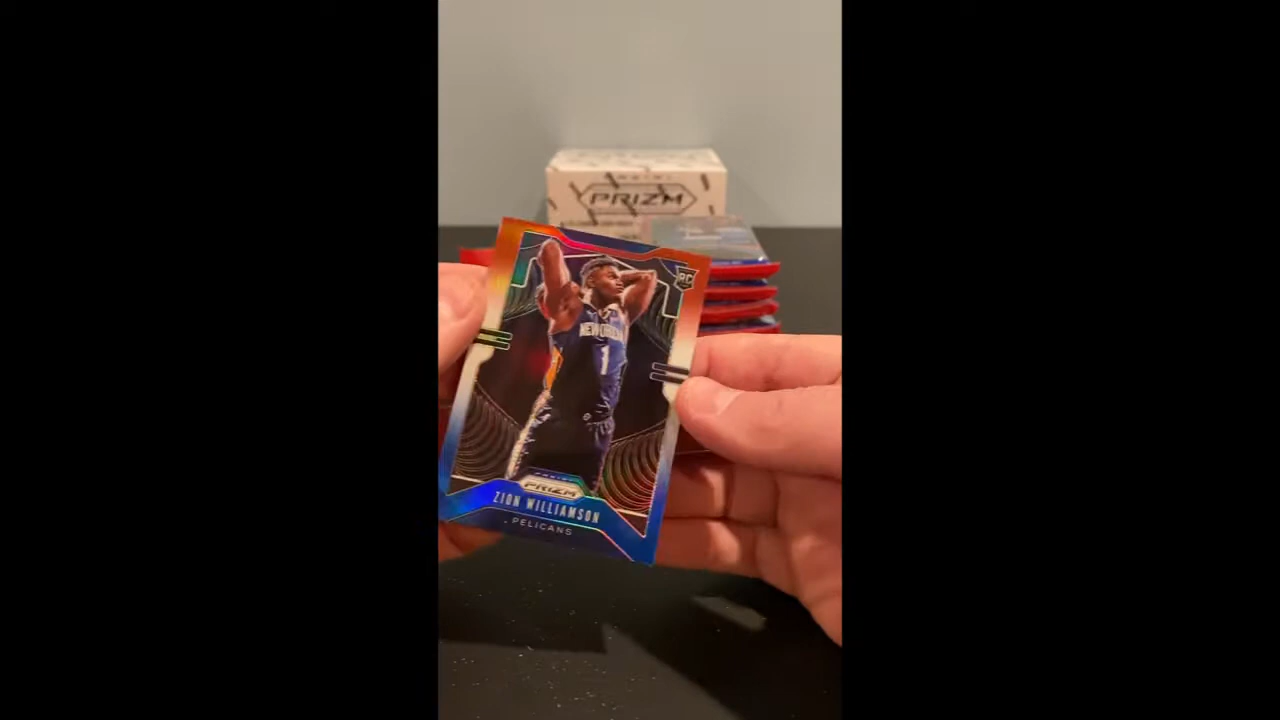 PRIZM
RC
NEW ORLEANS
1
PRIZM
ZION WILLIAMSON
PELICANS